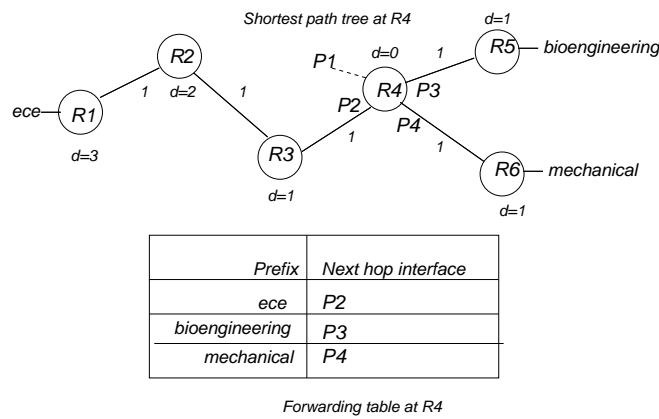 Shortest path tree at R4
d=1
R5
bioengineering
1
d=0
P1
R4
P3
R2
d=2
P2
P4
1
1
ece
R1
d=3
R3
1
d=1
1
R6
mechanical
d=1
Prefix Next hop interface
ece P2
bioengineering P3
mechanical P4
Forwarding table at R4